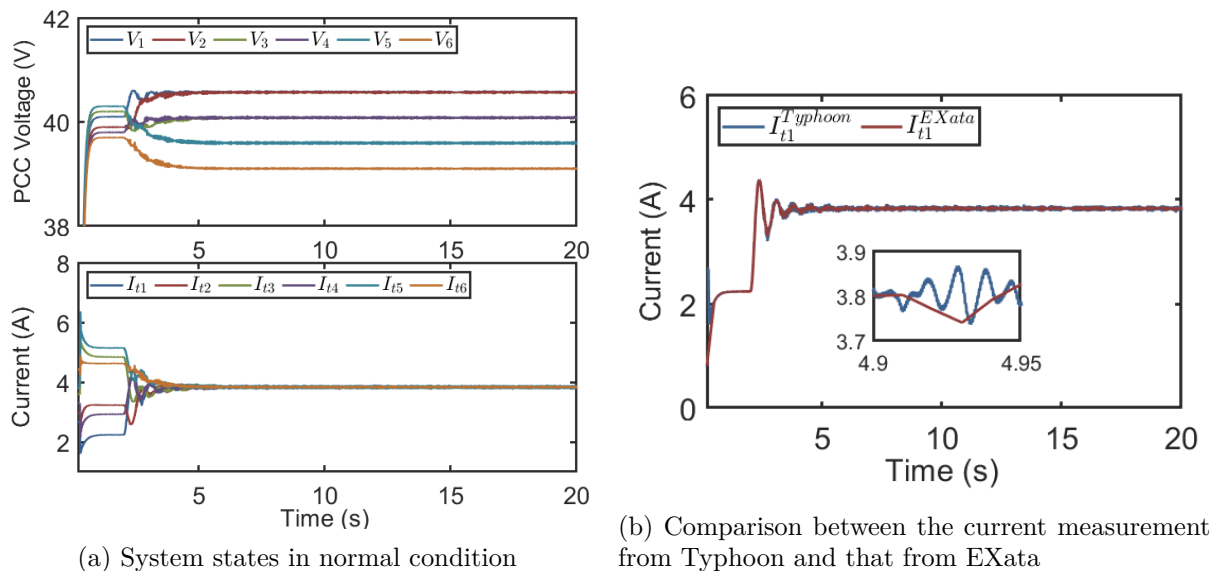 42
V1 V2 V3 V4 V5 V6
PCC Voltage (V)
40
38
5 10 15 20
8
It1 It2 It3 It4 It5 It6
Current (A)
6
4
2
5 10 15 20
Time (s)
(a) System states in normal condition
6
It1^Typhoon It1^EXata
Current (A)
4
2
0
3.9
3.8
3.7
4.9 4.95
5 10 15 20
Time (s)
(b) Comparison between the current measurement
from Typhoon and that from EXata